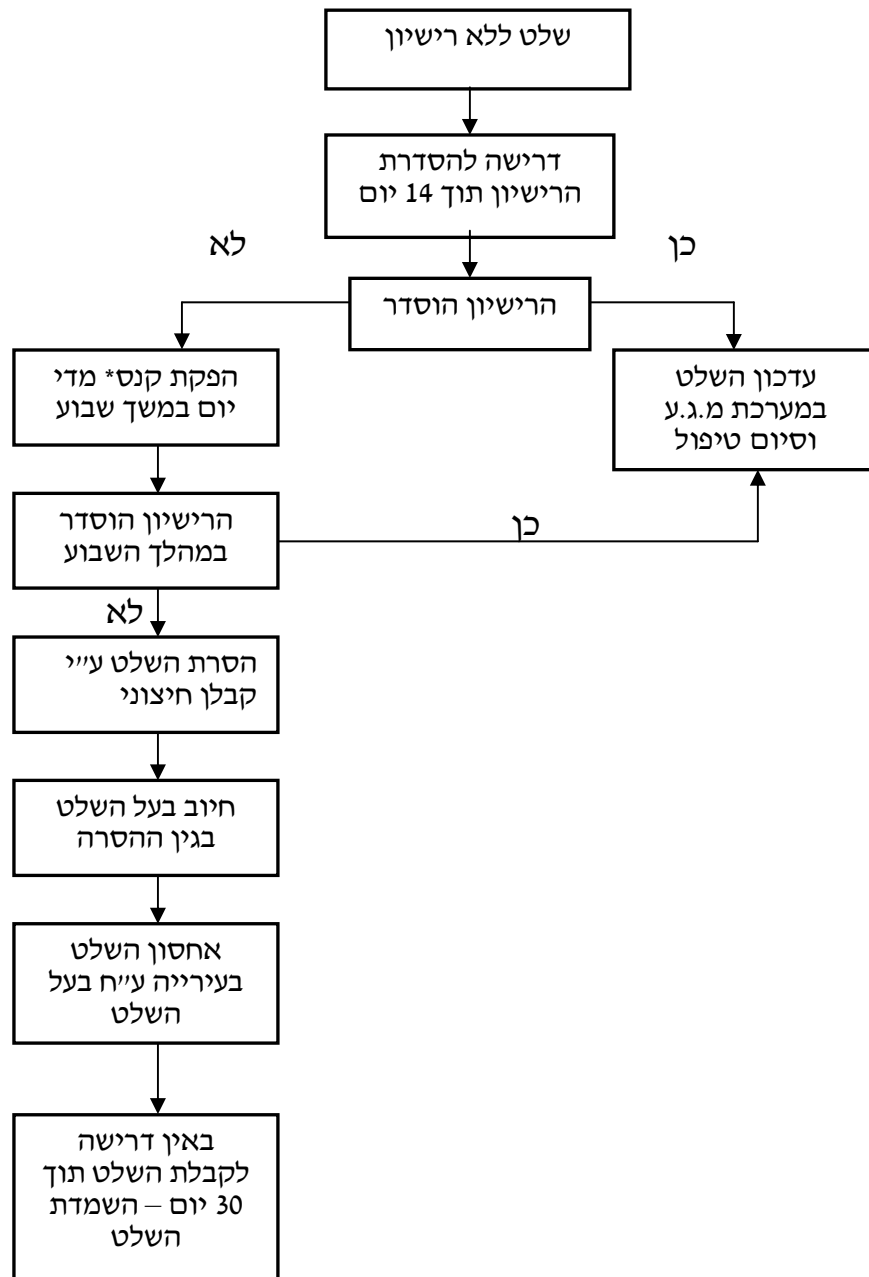 שלט ללא רישיון
דרישה להסדרת
הרישיון תוך 14 יום
לא
כן
הרישיון הוסדר
הפקת קנס* מדי
יום במשך שבוע
עדכון השלט
במערכת מ.ג.ע
וסיום טיפול
הרישיון הוסדר
במהלך השבוע
כן
לא
הסרת השלט ע״י
קבלן חיצוני
חיוב בעל השלט
בגין ההסרה
אחסון השלט
בעירייה ע״ח בעל
השלט
באין דרישה
לקבלת השלט תוך
30 יום – השמדת
השלט